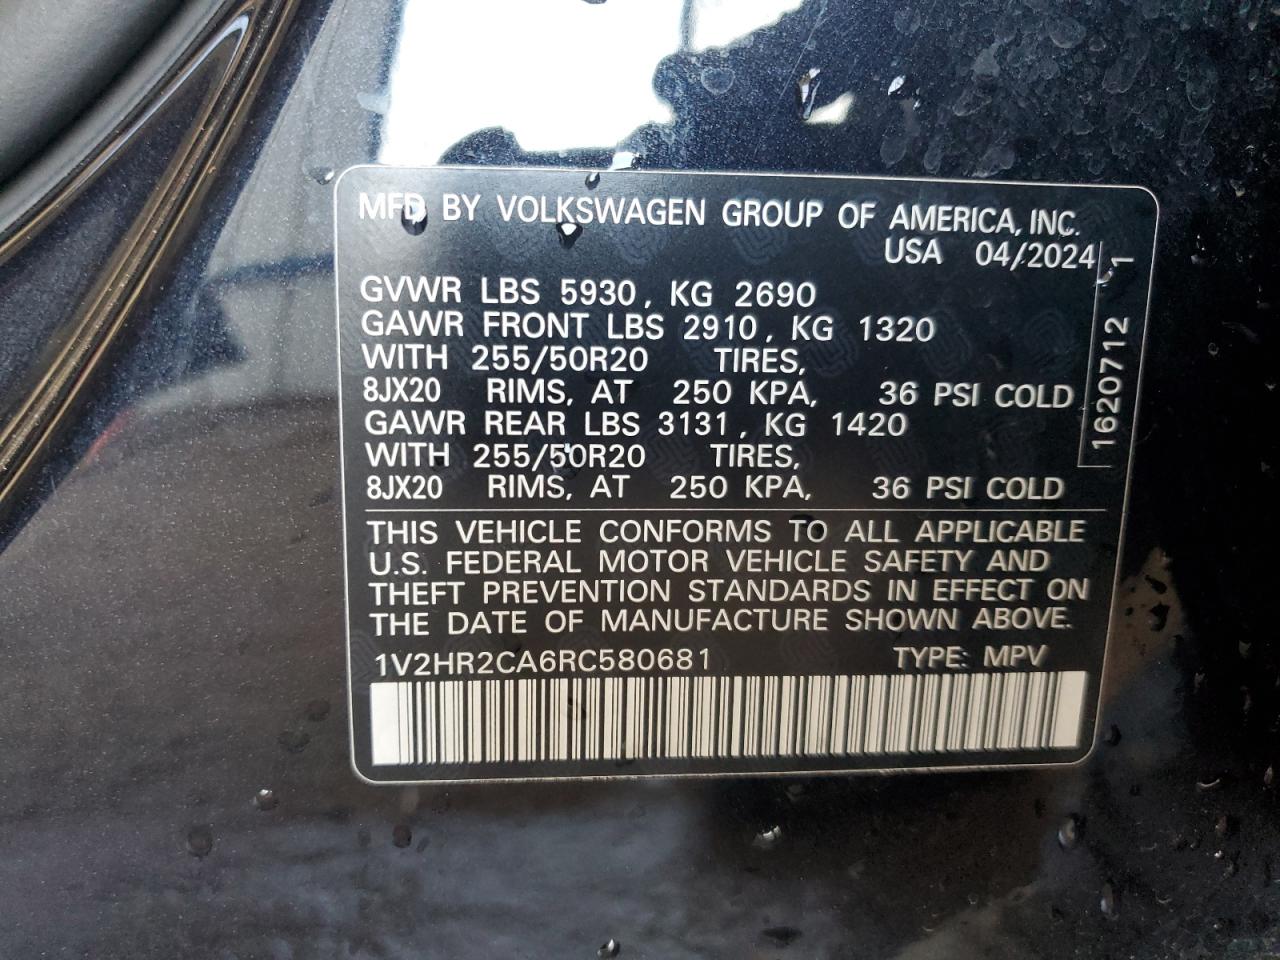 MFD BY VOLKSWAGEN GROUP OF AMERICA, INC.
USA 04/2024
GVWR LBS 5930, KG 2690
GAWR FRONT LBS 2910, KG 1320
WITH 255/50R20 TIRES,
8JX20 RIMS, AT 250 KPA, 36 PSI COLD
GAWR REAR LBS 3131, KG 1420
WITH 255/50R20 TIRES,
8JX20 RIMS, AT 250 KPA, 36 PSI COLD
1620712 1
THIS VEHICLE CONFORMS TO ALL APPLICABLE
U.S. FEDERAL MOTOR VEHICLE SAFETY AND
THEFT PREVENTION STANDARDS IN EFFECT ON
THE DATE OF MANUFACTURE SHOWN ABOVE.
1V2HR2CA6RC580681 TYPE: MPV